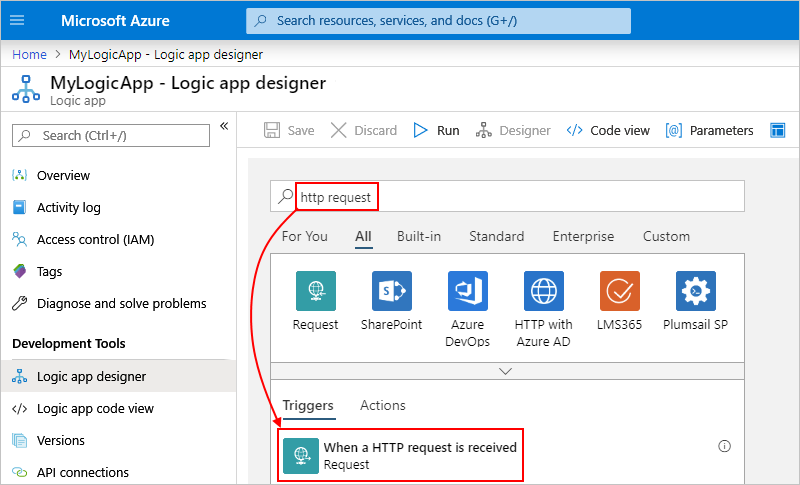 Microsoft Azure
Search resources, services, and docs (G+/)
Home > MyLogicApp - Logic app designer
MyLogicApp - Logic app designer
Logic app
Search (Ctrl+/)
«
Save Discard Run Designer </> Code view [@] Parameters
Overview
Activity log
Access control (IAM)
Tags
Diagnose and solve problems
Development Tools
Logic app designer
</> Logic app code view
Versions
API connections
http request
For You All Built-in Standard Enterprise Custom
Request SharePoint Azure DevOps HTTP with Azure AD LMS365 Plumsail SP
Triggers Actions
When a HTTP request is received
Request